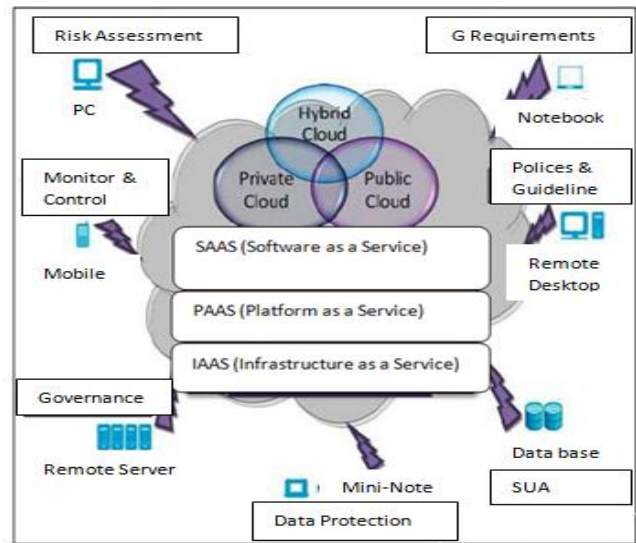 Risk Assessment
G Requirements
PC
Hybrid
Cloud
Notebook
Monitor &
Control
Private
Cloud
Public
Cloud
Polices &
Guideline
Mobile
SAAS (Software as a Service)
Remote
Desktop
PAAS (Platform as a Service)
IAAS (Infrastructure as a Service)
Governance
Remote Server
Data base
Mini-Note
SUA
Data Protection